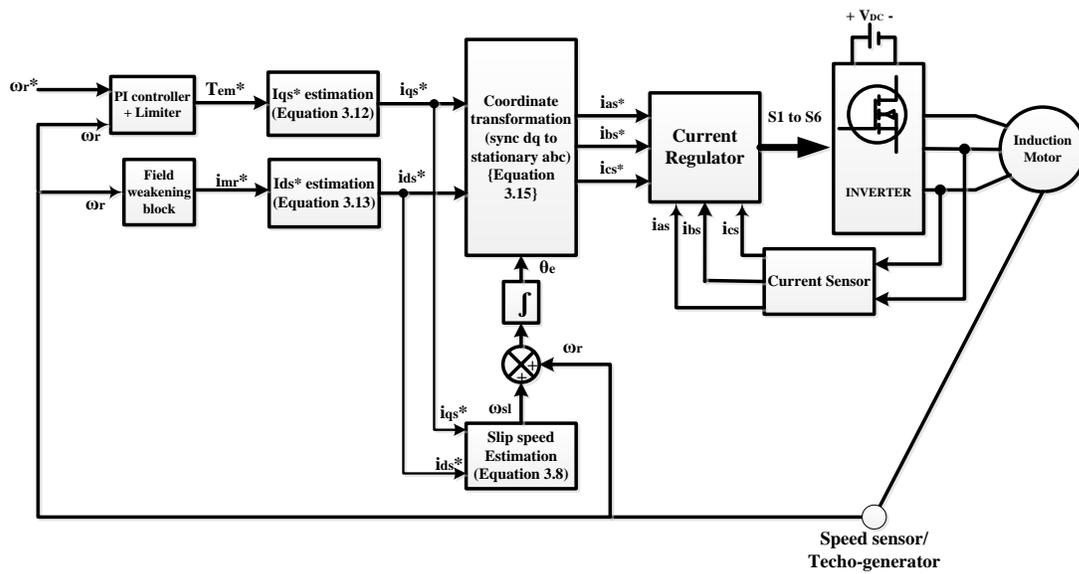 + VDC -
ωr*
PI controller
+ Limiter
Tem*
Iqs* estimation
(Equation 3.12)
iqs*
ωr
Field
weakening
block
ωr
imr*
Ids* estimation
(Equation 3.13)
ids*
Coordinate
transformation
(sync dq to
stationary abc)
{Equation
3.15}
ias*
ibs*
ics*
Current
Regulator
S1 to S6
INVERTER
Induction
Motor
ias
ibs
ics
Current Sensor
θe
∫
+
+
ωr
ωsl
iqs*
ids*
Slip speed
Estimation
(Equation 3.8)
Speed sensor/
Techo-generator